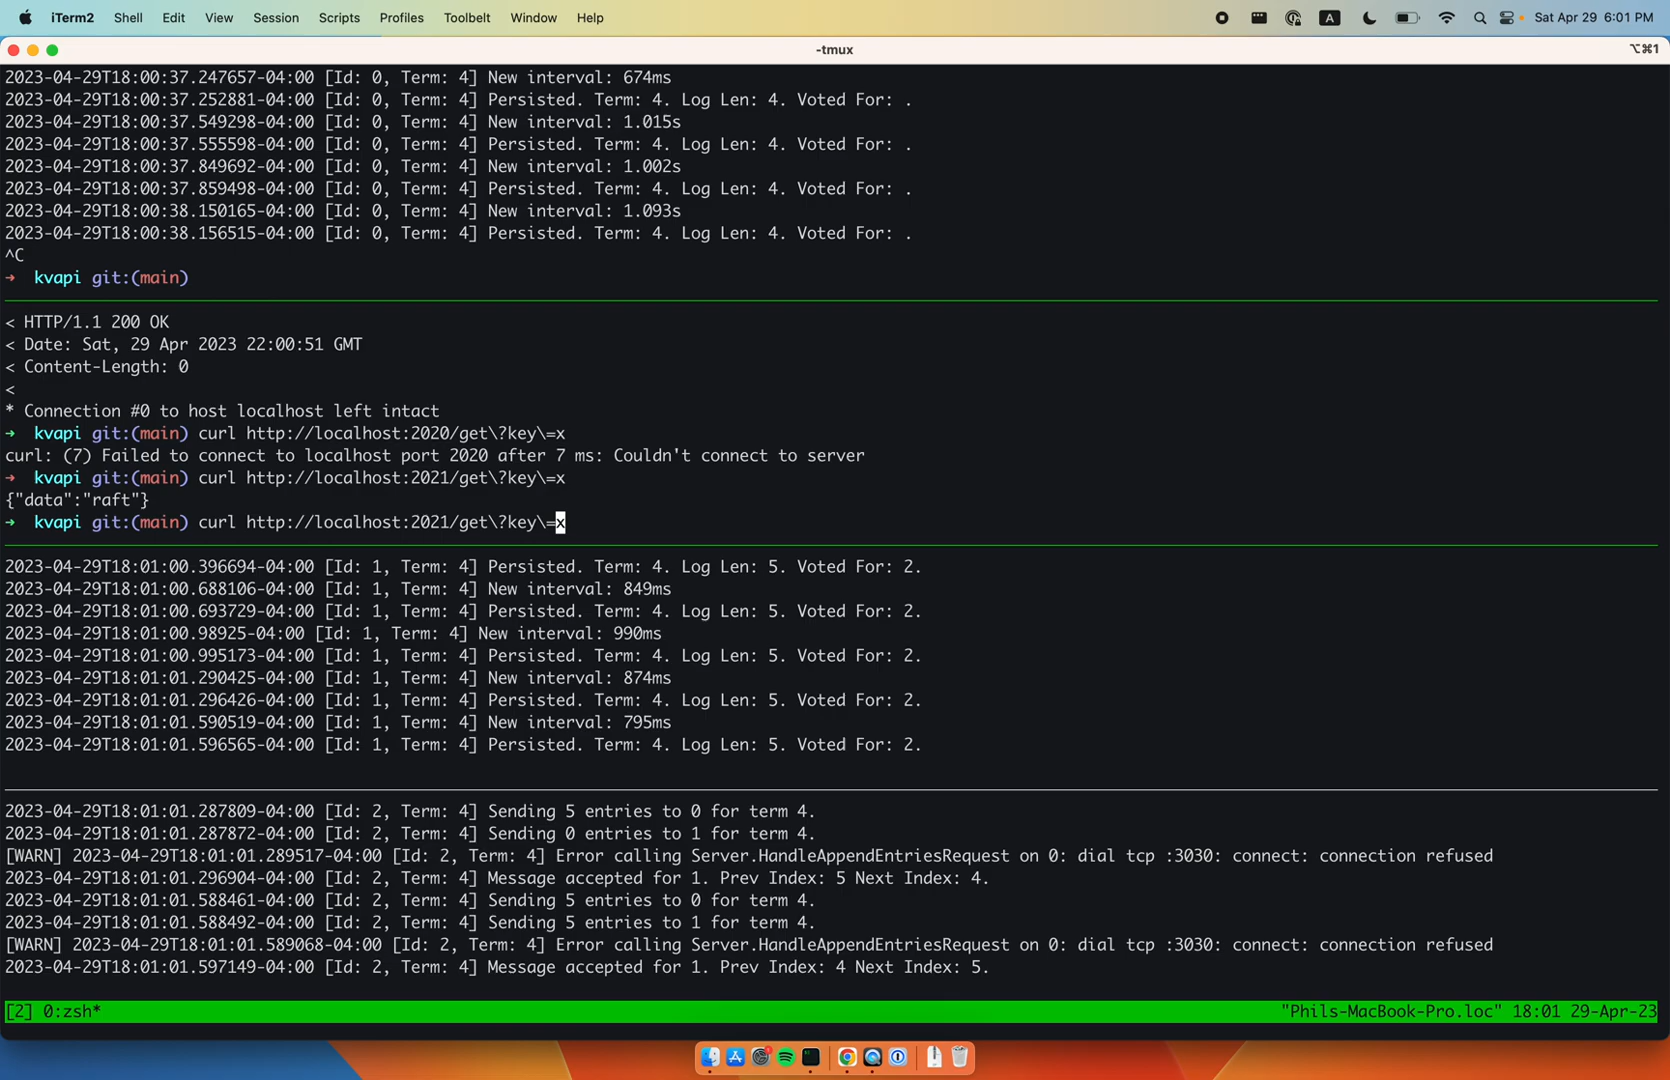 iTerm2 Shell Edit View Session Scripts Profiles Toolbelt Window Help A Sat Apr 29 6:01 PM
-tmux ⌥⌘1
2023-04-29T18:00:37.247657-04:00 [Id: 0, Term: 4] New interval: 674ms
2023-04-29T18:00:37.252881-04:00 [Id: 0, Term: 4] Persisted. Term: 4. Log Len: 4. Voted For: .
2023-04-29T18:00:37.549298-04:00 [Id: 0, Term: 4] New interval: 1.015s
2023-04-29T18:00:37.555598-04:00 [Id: 0, Term: 4] Persisted. Term: 4. Log Len: 4. Voted For: .
2023-04-29T18:00:37.849692-04:00 [Id: 0, Term: 4] New interval: 1.002s
2023-04-29T18:00:37.859498-04:00 [Id: 0, Term: 4] Persisted. Term: 4. Log Len: 4. Voted For: .
2023-04-29T18:00:38.150165-04:00 [Id: 0, Term: 4] New interval: 1.093s
2023-04-29T18:00:38.156515-04:00 [Id: 0, Term: 4] Persisted. Term: 4. Log Len: 4. Voted For: .
^C
→ kvapi git:(main)
< HTTP/1.1 200 OK
< Date: Sat, 29 Apr 2023 22:00:51 GMT
< Content-Length: 0
<
* Connection #0 to host localhost left intact
→ kvapi git:(main) curl http://localhost:2020/get\?key\=x
curl: (7) Failed to connect to localhost port 2020 after 7 ms: Couldn't connect to server
→ kvapi git:(main) curl http://localhost:2021/get\?key\=x
{"data":"raft"}
→ kvapi git:(main) curl http://localhost:2021/get\?key\=x
2023-04-29T18:01:00.396694-04:00 [Id: 1, Term: 4] Persisted. Term: 4. Log Len: 5. Voted For: 2.
2023-04-29T18:01:00.688106-04:00 [Id: 1, Term: 4] New interval: 849ms
2023-04-29T18:01:00.693729-04:00 [Id: 1, Term: 4] Persisted. Term: 4. Log Len: 5. Voted For: 2.
2023-04-29T18:01:00.98925-04:00 [Id: 1, Term: 4] New interval: 990ms
2023-04-29T18:01:00.995173-04:00 [Id: 1, Term: 4] Persisted. Term: 4. Log Len: 5. Voted For: 2.
2023-04-29T18:01:01.290425-04:00 [Id: 1, Term: 4] New interval: 874ms
2023-04-29T18:01:01.296426-04:00 [Id: 1, Term: 4] Persisted. Term: 4. Log Len: 5. Voted For: 2.
2023-04-29T18:01:01.590519-04:00 [Id: 1, Term: 4] New interval: 795ms
2023-04-29T18:01:01.596565-04:00 [Id: 1, Term: 4] Persisted. Term: 4. Log Len: 5. Voted For: 2.
2023-04-29T18:01:01.287809-04:00 [Id: 2, Term: 4] Sending 5 entries to 0 for term 4.
2023-04-29T18:01:01.287872-04:00 [Id: 2, Term: 4] Sending 0 entries to 1 for term 4.
[WARN] 2023-04-29T18:01:01.289517-04:00 [Id: 2, Term: 4] Error calling Server.HandleAppendEntriesRequest on 0: dial tcp :3030: connect: connection refused
2023-04-29T18:01:01.296904-04:00 [Id: 2, Term: 4] Message accepted for 1. Prev Index: 5 Next Index: 4.
2023-04-29T18:01:01.588461-04:00 [Id: 2, Term: 4] Sending 5 entries to 0 for term 4.
2023-04-29T18:01:01.588492-04:00 [Id: 2, Term: 4] Sending 5 entries to 1 for term 4.
[WARN] 2023-04-29T18:01:01.589068-04:00 [Id: 2, Term: 4] Error calling Server.HandleAppendEntriesRequest on 0: dial tcp :3030: connect: connection refused
2023-04-29T18:01:01.597149-04:00 [Id: 2, Term: 4] Message accepted for 1. Prev Index: 4 Next Index: 5.
[2] 0:zsh* "Phils-MacBook-Pro.loc" 18:01 29-Apr-23